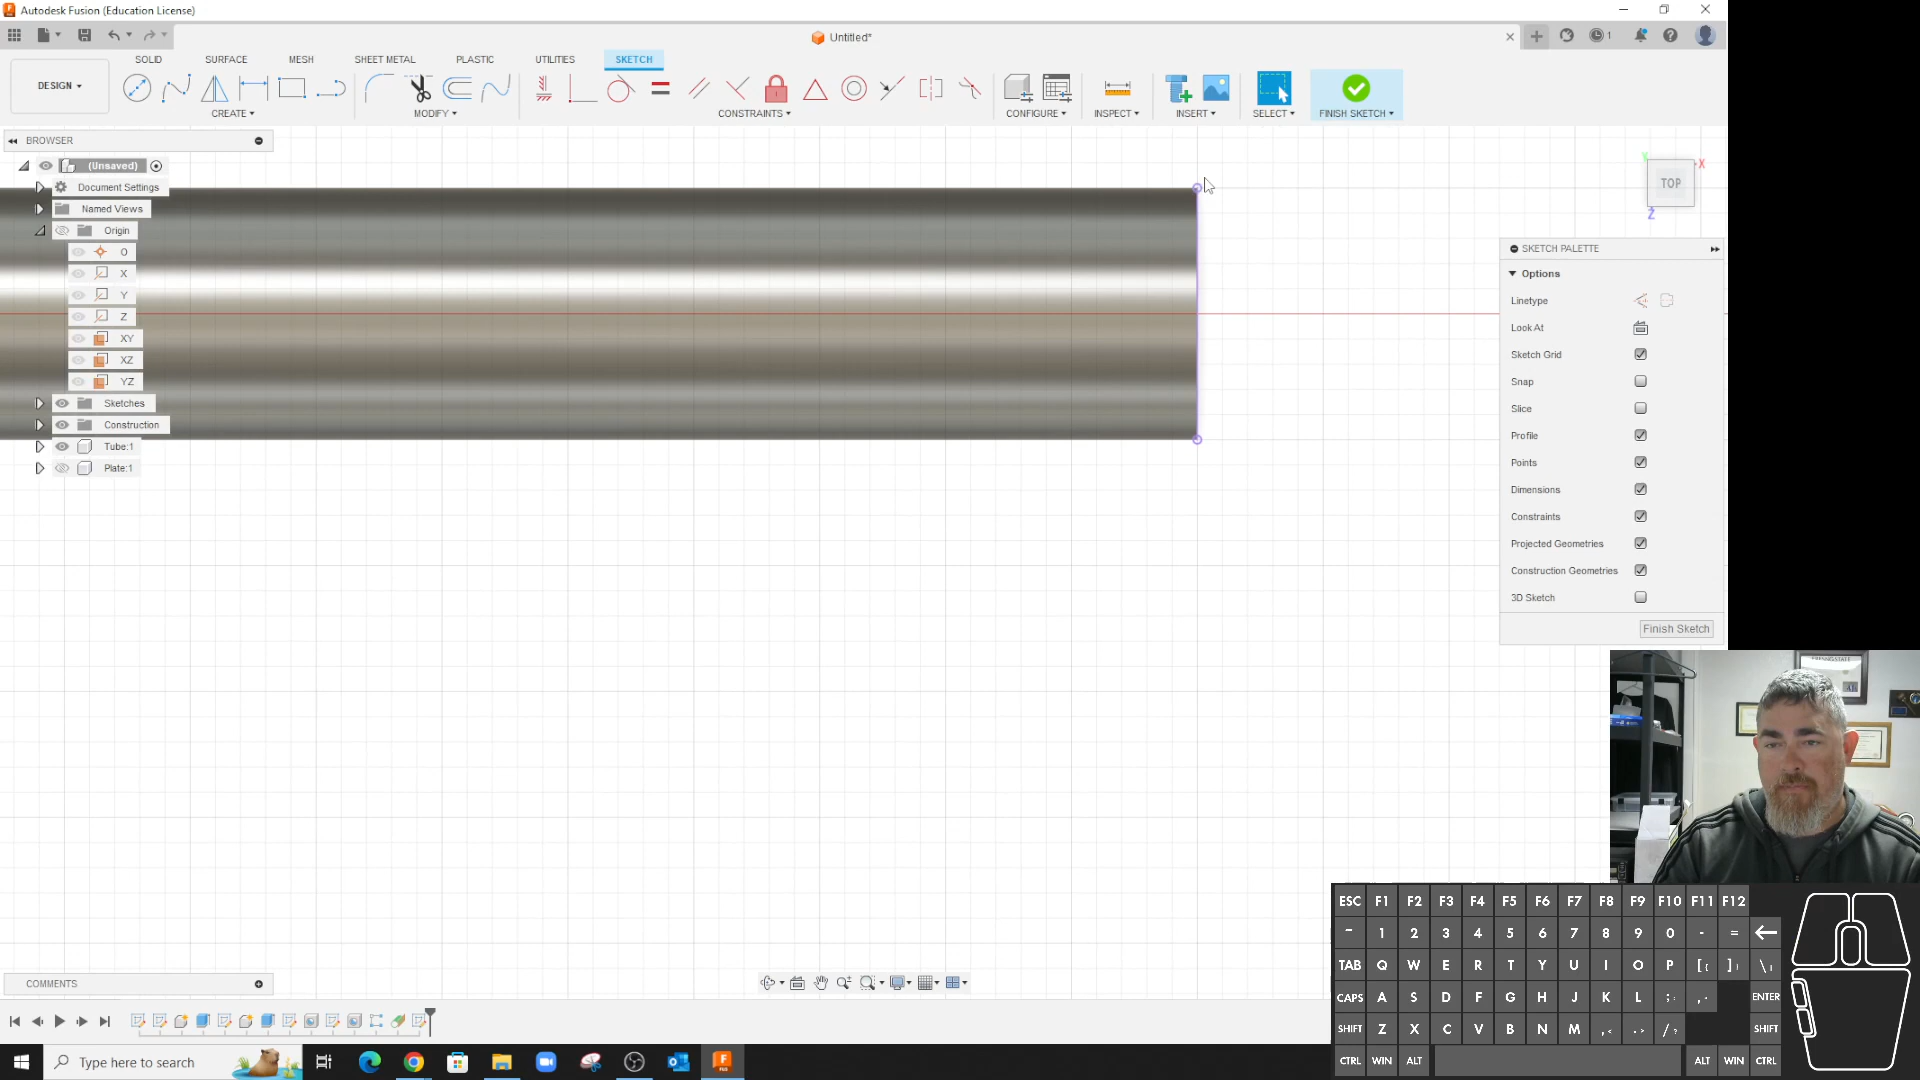 Autodesk Fusion (Education License)
Untitled*
1
SOLID SURFACE MESH SHEET METAL PLASTIC UTILITIES SKETCH
DESIGN
CREATE MODIFY CONSTRAINTS CONFIGURE INSPECT INSERT SELECT FINISH SKETCH
BROWSER
(Unsaved)
Document Settings
Named Views
Origin
O
X
Y
Z
XY
XZ
YZ
Sketches
Construction
Tube:1
Plate:1
Y
X
TOP
Z
SKETCH PALETTE
Options
Linetype
Look At
Sketch Grid
Snap
Slice
Profile
Points
Dimensions
Constraints
Projected Geometries
Construction Geometries
3D Sketch
Finish Sketch
FRESNO STATE
COMMENTS
Type here to search
ESC F1 F2 F3 F4 F5 F6 F7 F8 F9 F10 F11 F12
1 2 3 4 5 6 7 8 9 0 - =
TAB Q W E R T Y U I O P [ ] \
CAPS A S D F G H J K L ; ENTER
SHIFT Z X C V B N M , . / ? SHIFT
CTRL WIN ALT ALT WIN CTRL